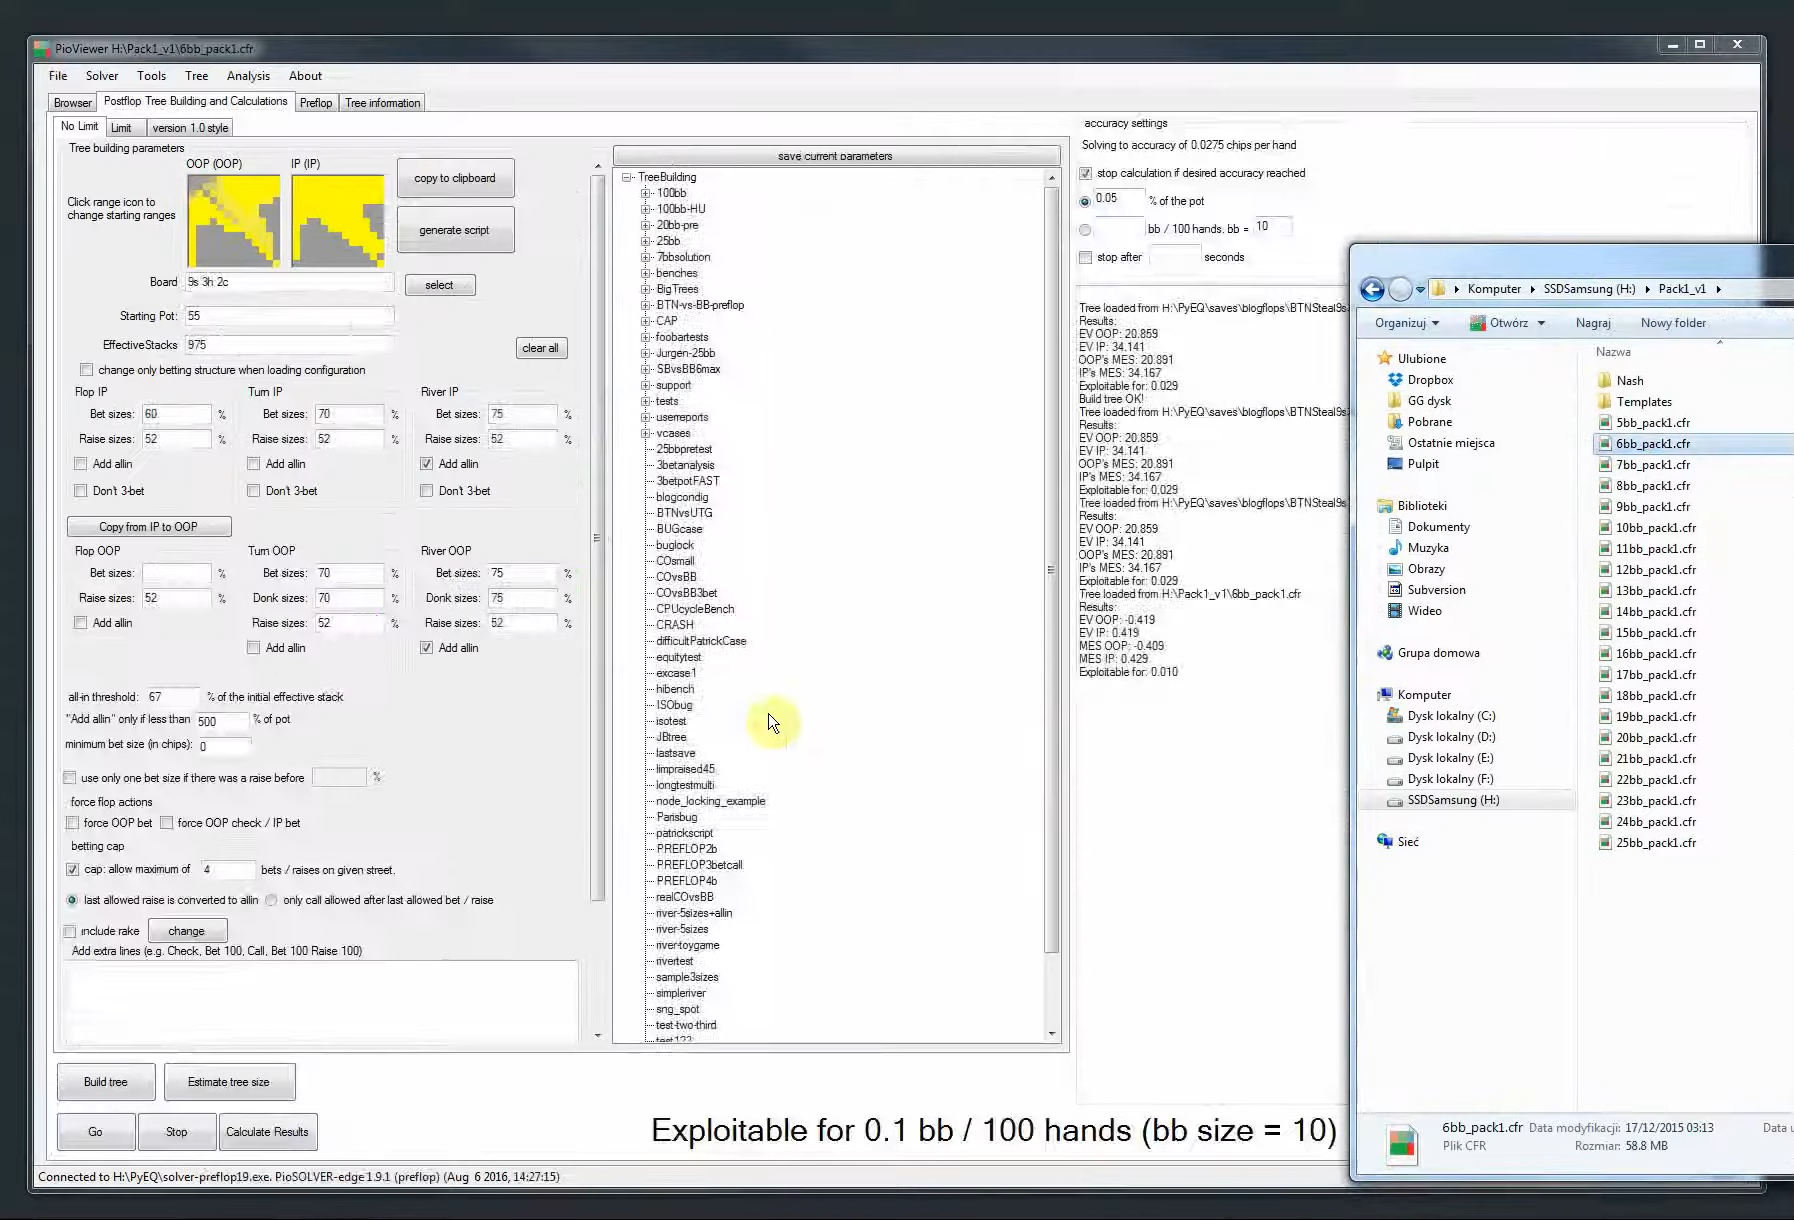 PioViewer H:\Pack1_v1\6bb_pack1.cfr
File Solver Tools Tree Analysis About
Browser Postflop Tree Building and Calculations Preflop Tree information
No Limit Limit version 1.0 style
Tree building parameters
OOP (OOP) IP (IP)
Click range icon to
change starting ranges
copy to clipboard
generate script
Board 9s 3h 2c select
Starting Pot: 55
EffectiveStacks 975
clear all
change only betting structure when loading configuration
Flop IP Turn IP River IP
Bet sizes: 60 % Bet sizes: 70 % Bet sizes: 75 %
Raise sizes: 52 % Raise sizes: 52 % Raise sizes: 52 %
Add allin Add allin Add allin
Don't 3-bet Don't 3-bet Don't 3-bet
Copy from IP to OOP
Flop OOP Turn OOP River OOP
Bet sizes: % Bet sizes: 70 % Bet sizes: 75 %
Raise sizes: 52 % Donk sizes: 70 % Donk sizes: 75 %
Add allin Raise sizes: 52 % Raise sizes: 52 %
Add allin Add allin
all-in threshold: 67 % of the initial effective stack
"Add allin" only if less than 500 % of pot
minimum bet size (in chips): 0
use only one bet size if there was a raise before %
force flop actions
force OOP bet force OOP check / IP bet
betting cap
cap: allow maximum of 4 bets / raises on given street.
last allowed raise is converted to allin only call allowed after last allowed bet / raise
include rake change
Add extra lines (e.g. Check, Bet 100, Call, Bet 100 Raise 100)
Build tree Estimate tree size
Go Stop Calculate Results
save current parameters
TreeBuilding
100bb
100bb-HU
20bb-pre
25bb
7bbsolution
benches
BigTrees
BTN-vs-BB-preflop
CAP
foobartests
Jurgen-25bb
SBvsBB6max
support
tests
userreports
vcases
25bbpretest
3betanalysis
3betpotFAST
blogcondig
BTNvsUTG
BUGcase
buglock
COsmall
COvsBB
COvsBB3bet
CPUcycleBench
CRASH
difficultPatrickCase
equitytest
excase1
hibench
ISObug
isotest
JBtree
lastsave
limpraised45
longtestmulti
node_locking_example
Parisbug
patrickscript
PREFLOP2b
PREFLOP3betcall
PREFLOP4b
realCOvsBB
river-5sizes+allin
river-5sizes
river-toygame
rivertest
sample3sizes
simpleriver
sng_spot
test-two-third
test123
accuracy settings
Solving to accuracy of 0.0275 chips per hand
stop calculation if desired accuracy reached
0.05 % of the pot
bb / 100 hands. bb = 10
stop after seconds
Tree loaded from H:\PyEQ\saves\blogflops\BTNSteal9s
Results:
EV OOP: 20.859
EV IP: 34.141
OOP's MES: 20.891
IP's MES: 34.167
Exploitable for: 0.029
Build tree OK!
Tree loaded from H:\PyEQ\saves\blogflops\BTNSteal9s
Results:
EV OOP: 20.859
EV IP: 34.141
OOP's MES: 20.891
IP's MES: 34.167
Exploitable for: 0.029
Tree loaded from H:\PyEQ\saves\blogflops\BTNSteal9s
Results:
EV OOP: 20.859
EV IP: 34.141
OOP's MES: 20.891
IP's MES: 34.167
Exploitable for: 0.029
Tree loaded from H:\Pack1_v1\6bb_pack1.cfr
Results:
EV OOP: -0.419
EV IP: 0.419
MES OOP: -0.409
MES IP: 0.429
Exploitable for: 0.010
Exploitable for 0.1 bb / 100 hands (bb size = 10)
Connected to H:\PyEQ\solver-preflop19.exe. PioSOLVER-edge 1.9.1 (preflop) (Aug 6 2016, 14:27:15)
Komputer SSDSamsung (H:) Pack1_v1
Organizuj Otwórz Nagraj Nowy folder
Ulubione
Dropbox
GG dysk
Pobrane
Ostatnie miejsca
Pulpit
Biblioteki
Dokumenty
Muzyka
Obrazy
Subversion
Wideo
Grupa domowa
Komputer
Dysk lokalny (C:)
Dysk lokalny (D:)
Dysk lokalny (E:)
Dysk lokalny (F:)
SSDSamsung (H:)
Sieć
Nazwa
Nash
Templates
5bb_pack1.cfr
6bb_pack1.cfr
7bb_pack1.cfr
8bb_pack1.cfr
9bb_pack1.cfr
10bb_pack1.cfr
11bb_pack1.cfr
12bb_pack1.cfr
13bb_pack1.cfr
14bb_pack1.cfr
15bb_pack1.cfr
16bb_pack1.cfr
17bb_pack1.cfr
18bb_pack1.cfr
19bb_pack1.cfr
20bb_pack1.cfr
21bb_pack1.cfr
22bb_pack1.cfr
23bb_pack1.cfr
24bb_pack1.cfr
25bb_pack1.cfr
6bb_pack1.cfr Data modyfikacji: 17/12/2015 03:13 Data u
Plik CFR Rozmiar: 58.8 MB